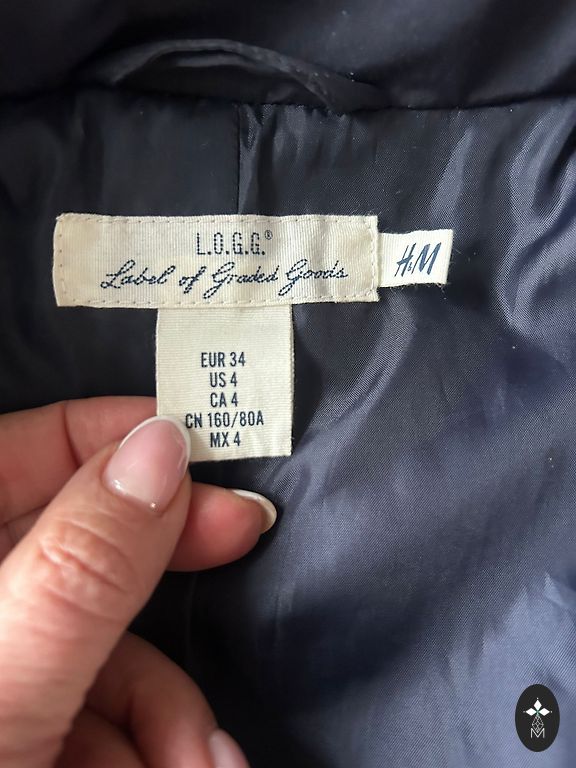 L.O.G.G.®
Label of Graded Goods
H&M
EUR 34
US 4
CA 4
CN 160/80A
MX 4
M